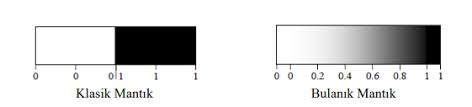 0 0 0 1 1 1
Klasik Mantık
0 0 0.2 0.4 0.6 0.8 1 1
Bulanık Mantık